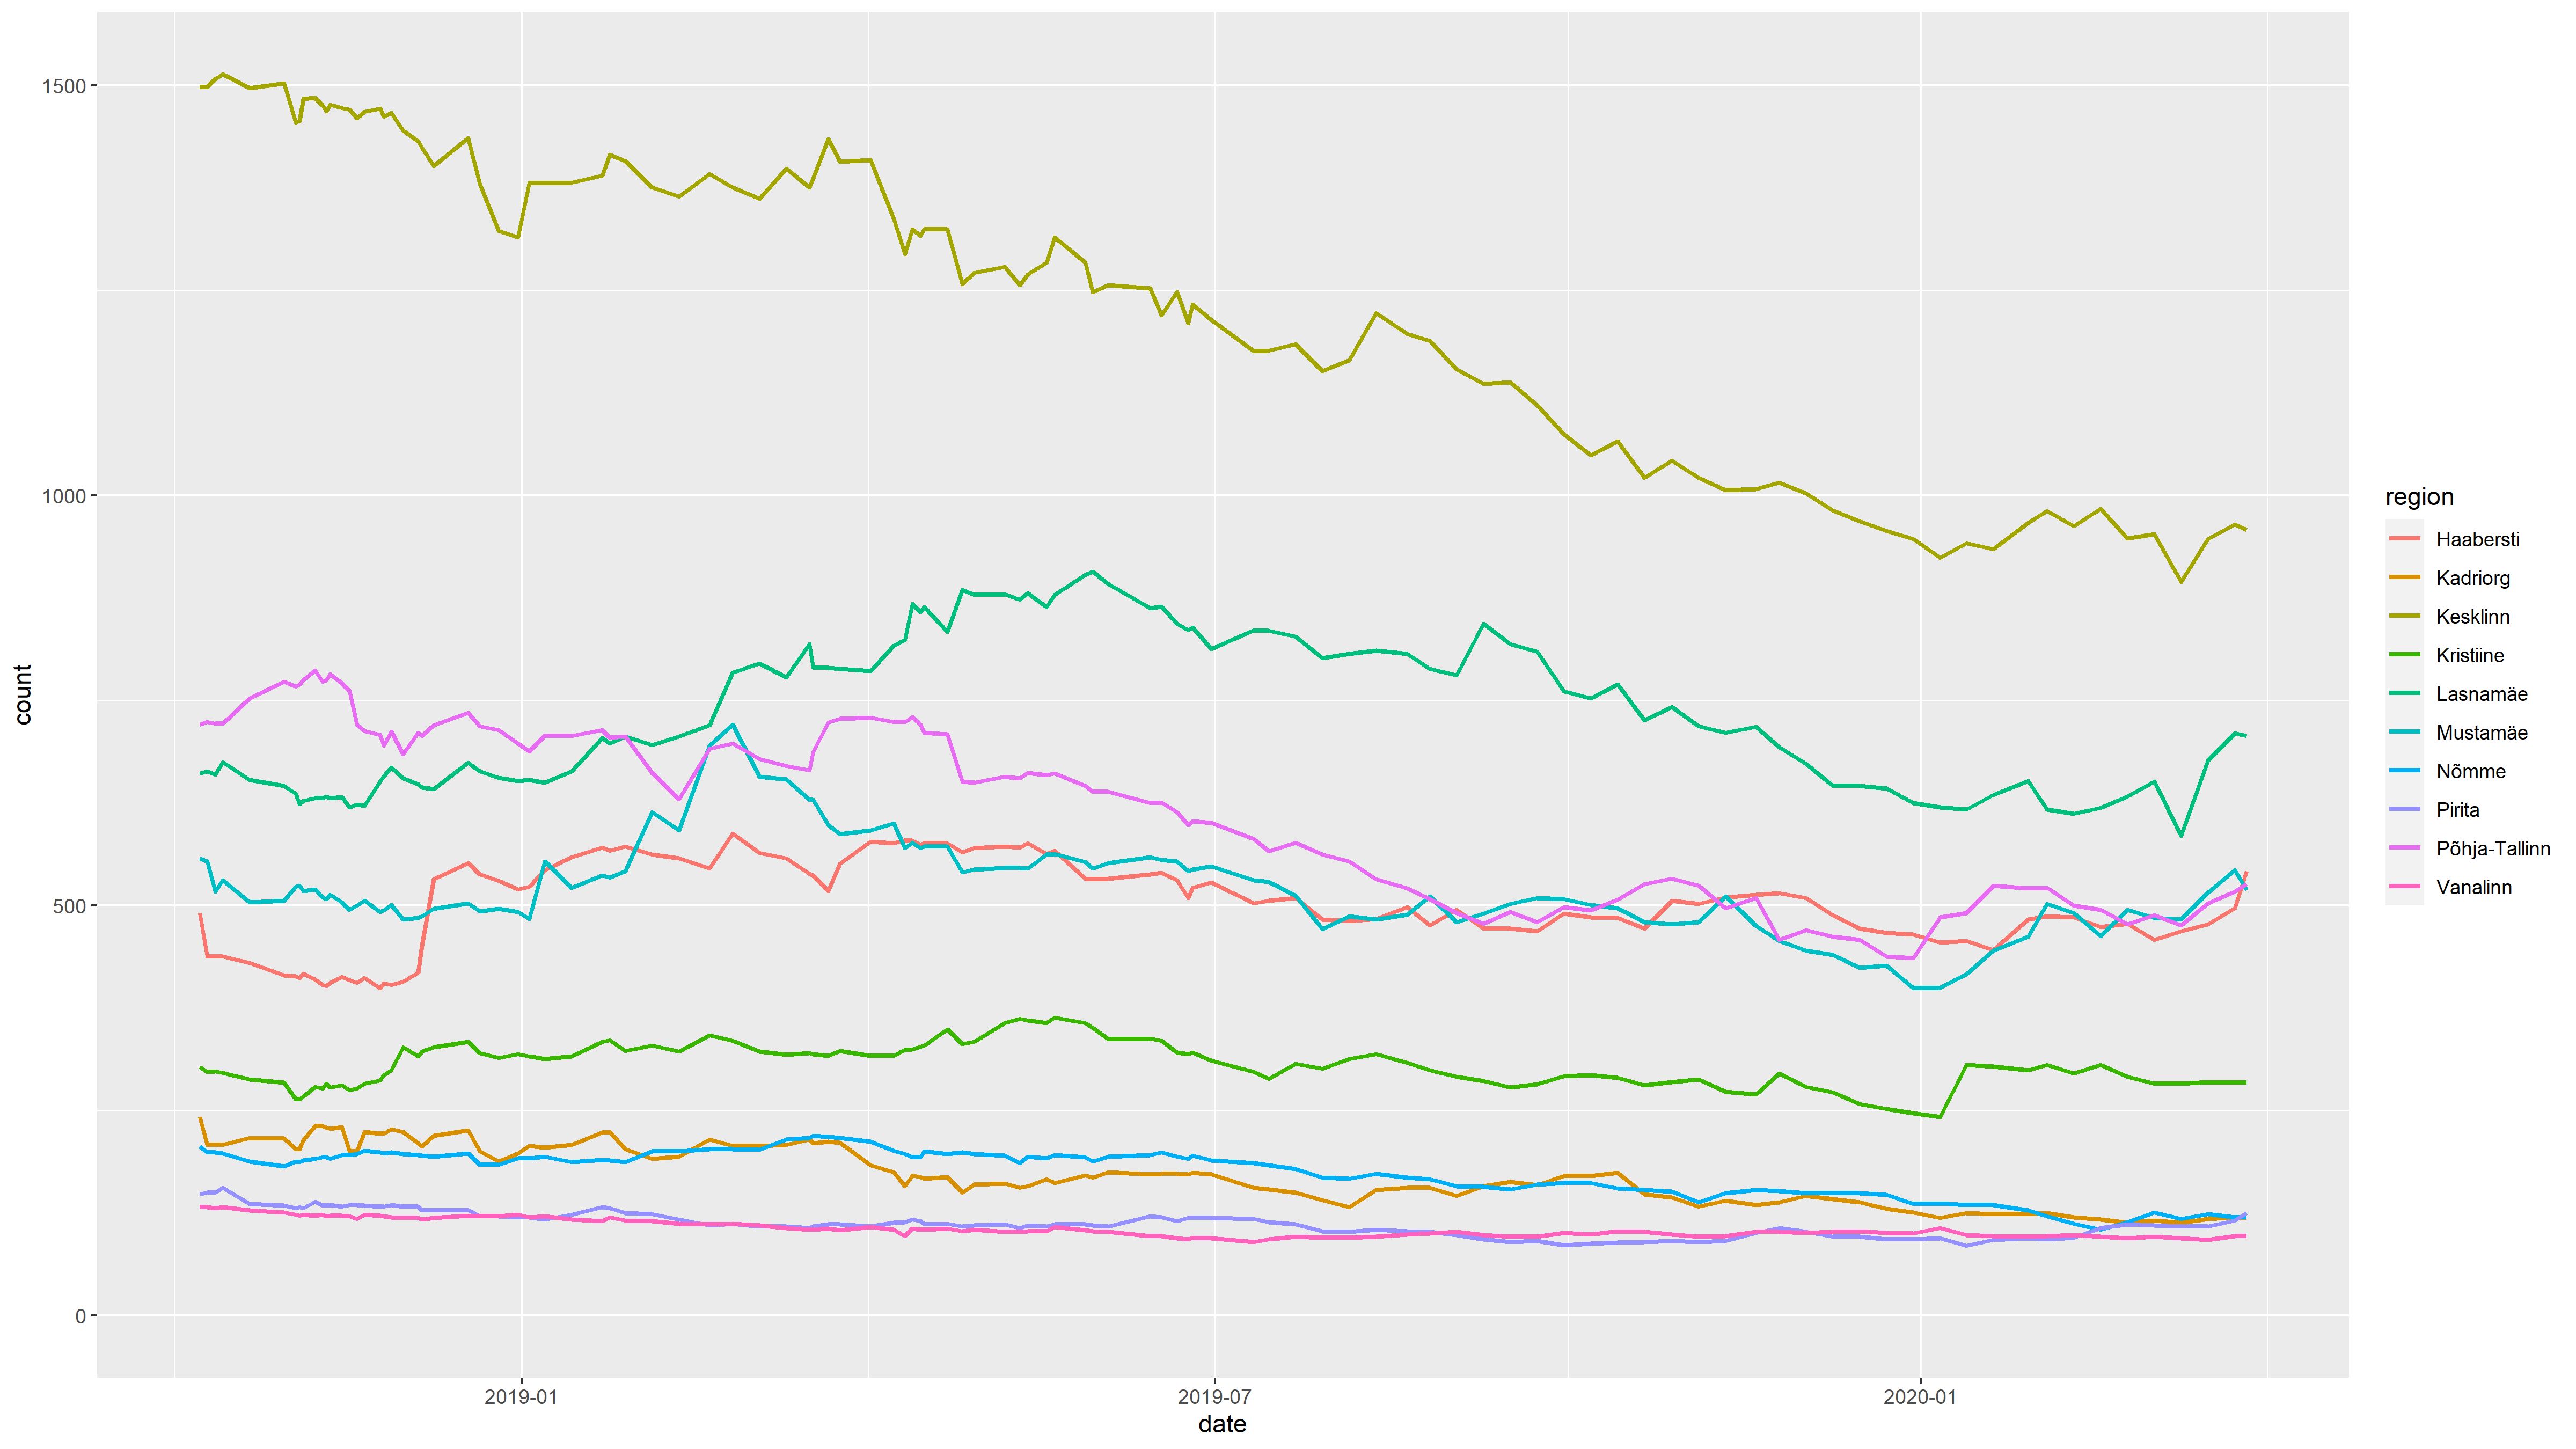 1500
1000
500
0
count
2019-01
2019-07
2020-01
date
region
Haabersti
Kadriorg
Kesklinn
Kristiine
Lasnamäe
Mustamäe
Nõmme
Pirita
Põhja-Tallinn
Vanalinn